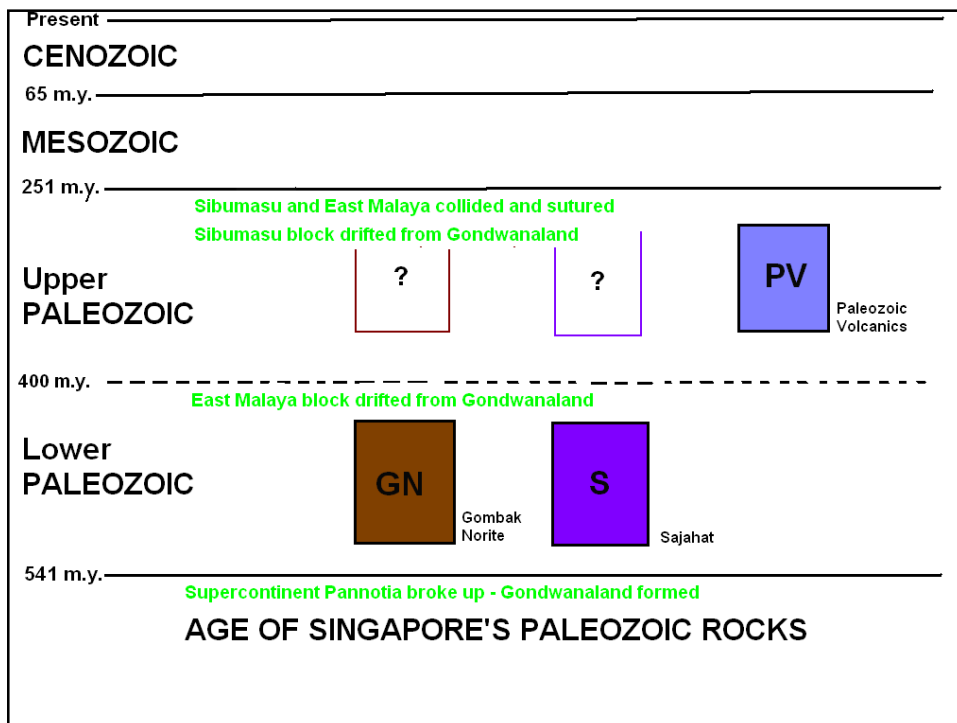 Present
CENOZOIC
65 m.y.
MESOZOIC
251 m.y.
Sibumasu and East Malaya collided and sutured
Sibumasu block drifted from Gondwanaland
Upper
PALEOZOIC
?
?
PV
Paleozoic
Volcanics
400 m.y.
East Malaya block drifted from Gondwanaland
Lower
PALEOZOIC
GN
Gombak
Norite
S
Sajahat
541 m.y.
Supercontinent Pannotia broke up - Gondwanaland formed
AGE OF SINGAPORE'S PALEOZOIC ROCKS